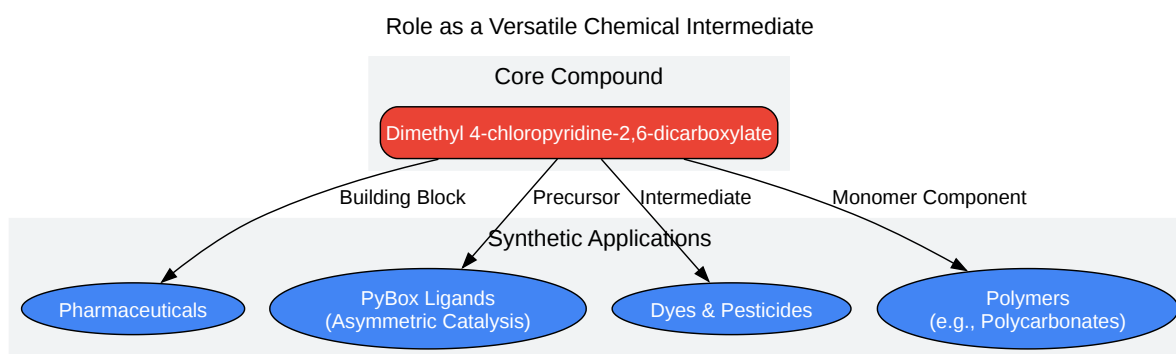 Role as a Versatile Chemical Intermediate
Core Compound
Dimethyl 4-chloropyridine-2,6-dicarboxylate
Building Block
Precursor
Intermediate
Monomer Component
Synthetic Applications
Pharmaceuticals
PyBox Ligands
(Asymmetric Catalysis)
Dyes & Pesticides
Polymers
(e.g., Polycarbonates)